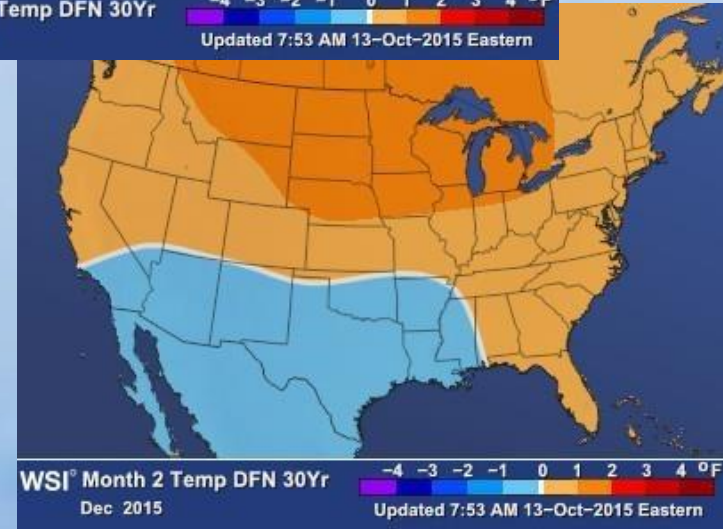 Temp DFN 30Yr
−4 −3 −2 −1 0 1 2 3 4 °F
Updated 7:53 AM 13−Oct−2015 Eastern
WSI° Month 2 Temp DFN 30Yr
Dec 2015
−4 −3 −2 −1 0 1 2 3 4 °F
Updated 7:53 AM 13−Oct−2015 Eastern